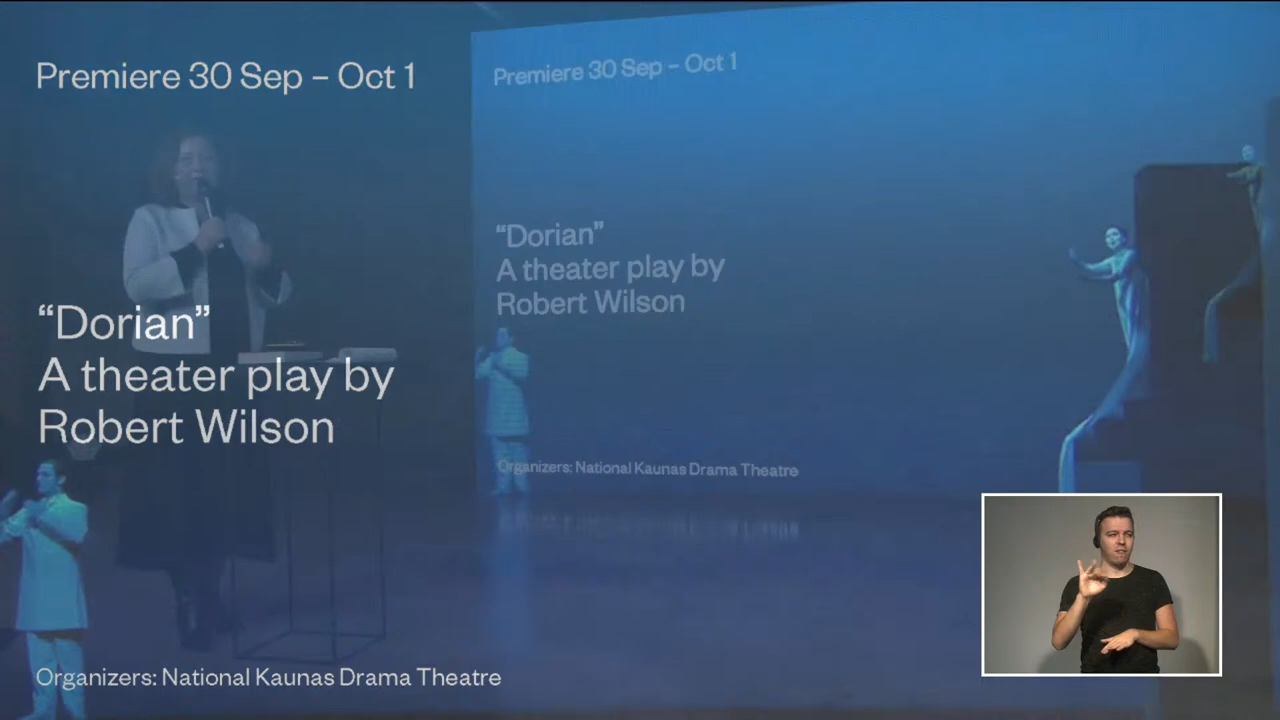 Premiere 30 Sep – Oct 1
“Dorian”
A theater play by
Robert Wilson
Organizers: National Kaunas Drama Theatre
Premiere 30 Sep – Oct 1
“Dorian”
A theater play by
Robert Wilson
Organizers: National Kaunas Drama Theatre